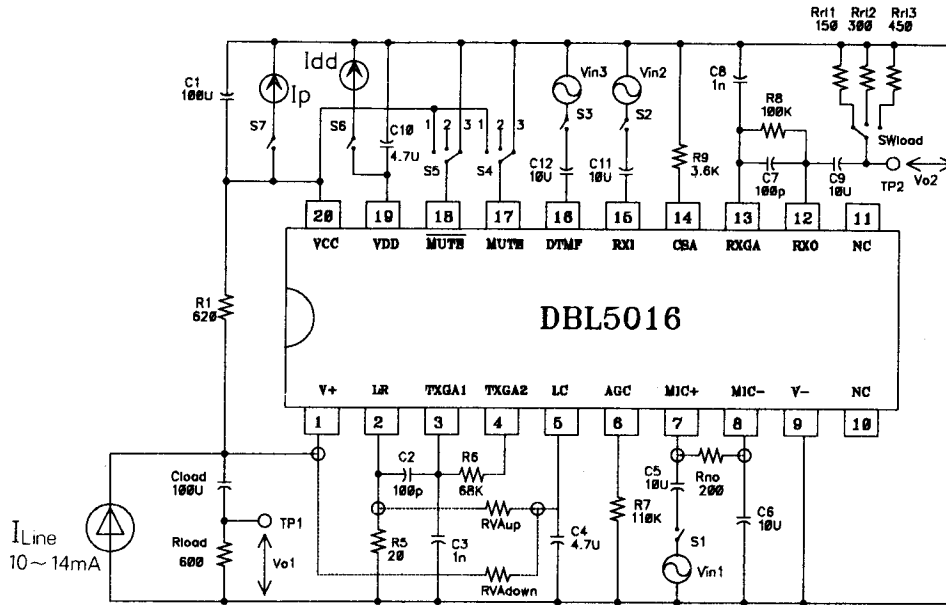 Rrl1 Rrl2 Rrl3
150 300 450
C1
100U
Ip
S7
Idd
S6
C10
4.7U
1 2 3
S5
1 2 3
S4
Vin3
S3
C12
10U
Vin2
S2
C11
10U
R9
3.6K
C8
1n
R8
100K
C7
100p
C9
10U
SWload
TP2
Vo2
20 19 18 17 16 15 14 13 12 11
VCC VDD MUTE MUTE DTMF RXI CBA RXGA RXO NC
R1
620
DBL5016
V+ LR TXGA1 TXGA2 LC AGC MIC+ MIC- V- NC
1 2 3 4 5 6 7 8 9 10
ILine
10~14mA
Cload
100U
TP1
Rload
600
Vo1
C2
100p
R6
68K
RVAup
R5
20
C3
1n
RVAdown
C4
4.7U
R7
110K
C5
10U
Rno
200
S1
Vin1
C6
10U